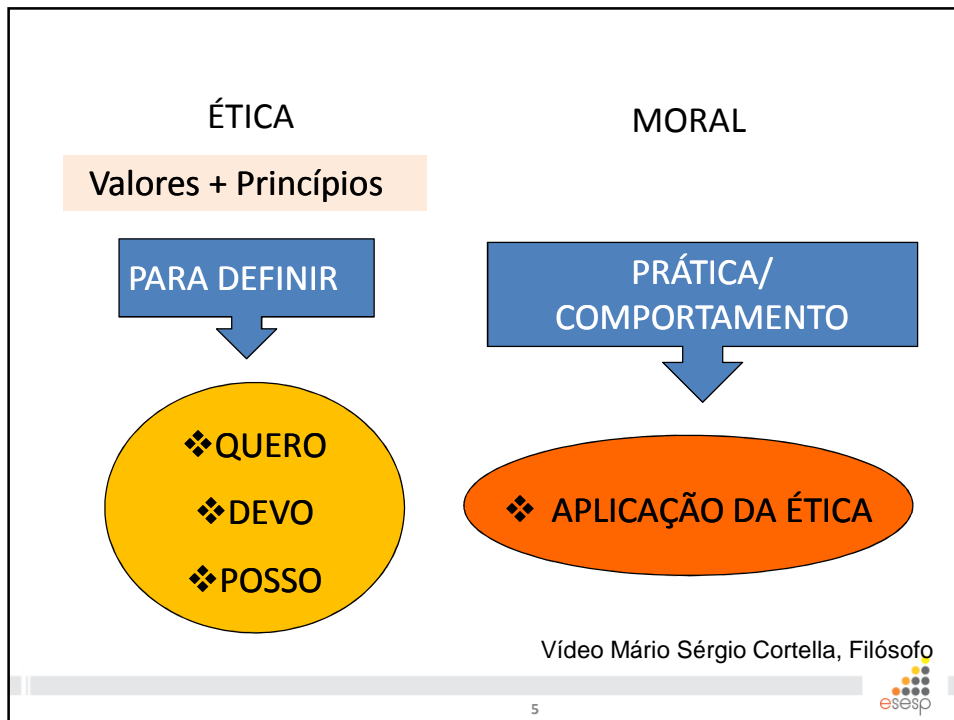 ÉTICA
Valores + Princípios
PARA DEFINIR
❖QUERO
❖DEVO
❖POSSO
MORAL
PRÁTICA/
COMPORTAMENTO
❖ APLICAÇÃO DA ÉTICA
Vídeo Mário Sérgio Cortella, Filósofo
5
esesp